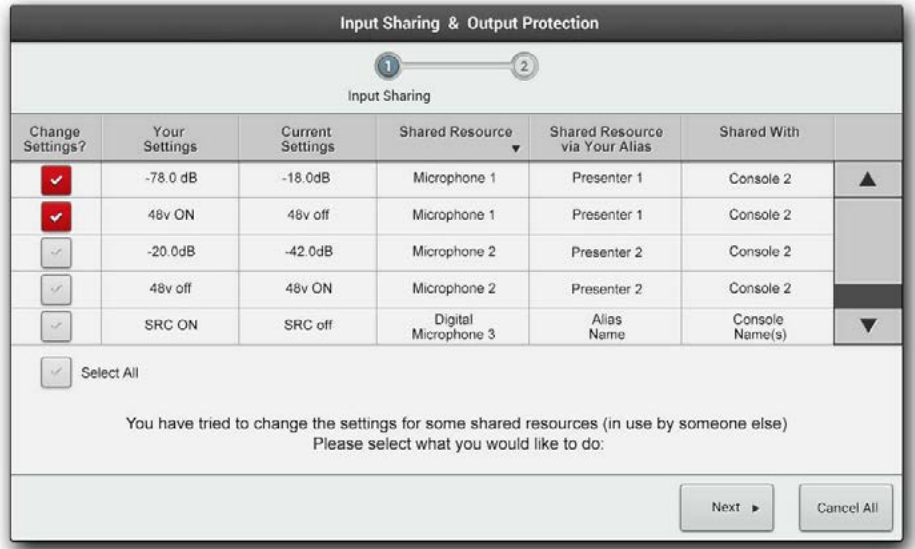 Input Sharing & Output Protection
1 2
Input Sharing
Change Settings? Your Settings Current Settings Shared Resource Shared Resource via Your Alias Shared With
-78.0 dB -18.0dB Microphone 1 Presenter 1 Console 2
48v ON 48v off Microphone 1 Presenter 1 Console 2
-20.0dB -42.0dB Microphone 2 Presenter 2 Console 2
48v off 48v ON Microphone 2 Presenter 2 Console 2
SRC ON SRC off Digital Microphone 3 Alias Name Console Name(s)
Select All
You have tried to change the settings for some shared resources (in use by someone else)
Please select what you would like to do:
Next Cancel All